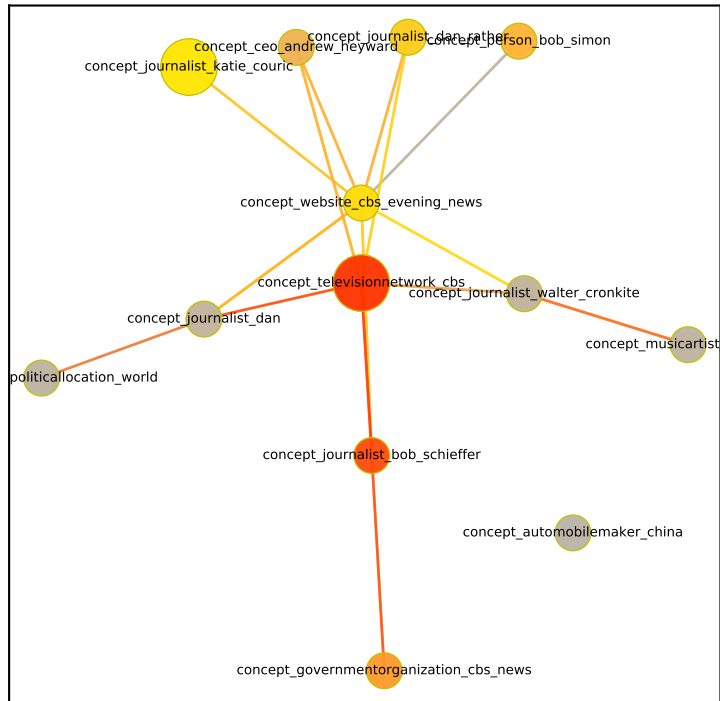 concept_journalist_dan_rather
concept_person_bob_simon
concept_ceo_andrew_heyward
concept_journalist_katie_couric
concept_website_cbs_evening_news
concept_televisionnetwork_cbs
concept_journalist_walter_cronkite
concept_journalist_dan
concept_musicartist
politicallocation_world
concept_journalist_bob_schieffer
concept_automobilemaker_china
concept_governmentorganization_cbs_news